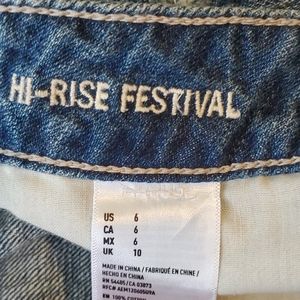 HI-RISE FESTIVAL
US 6
CA 6
MX 6
UK 10
MADE IN CHINA / FABRIQUÉ EN CHINE /
HECHO EN CHINA
RN 54485 / CA 03873